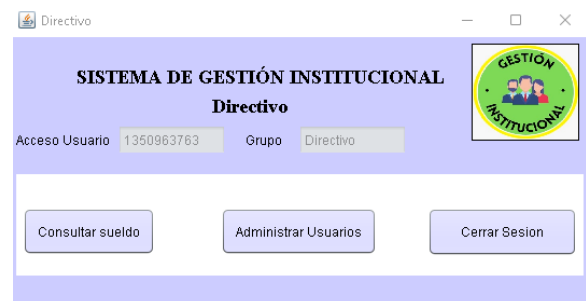 Directivo
SISTEMA DE GESTIÓN INSTITUCIONAL
Directivo
GESTIÓN
INSTITUCIONAL
Acceso Usuario 1350963763 Grupo Directivo
Consultar sueldo Administrar Usuarios Cerrar Sesion